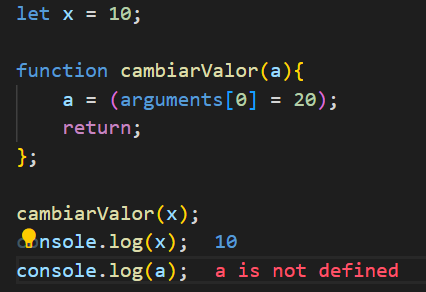 let x = 10;
function cambiarValor(a){
    a = (arguments[0] = 20);
    return;
};
cambiarValor(x);
console.log(x);  10
console.log(a);  a is not defined